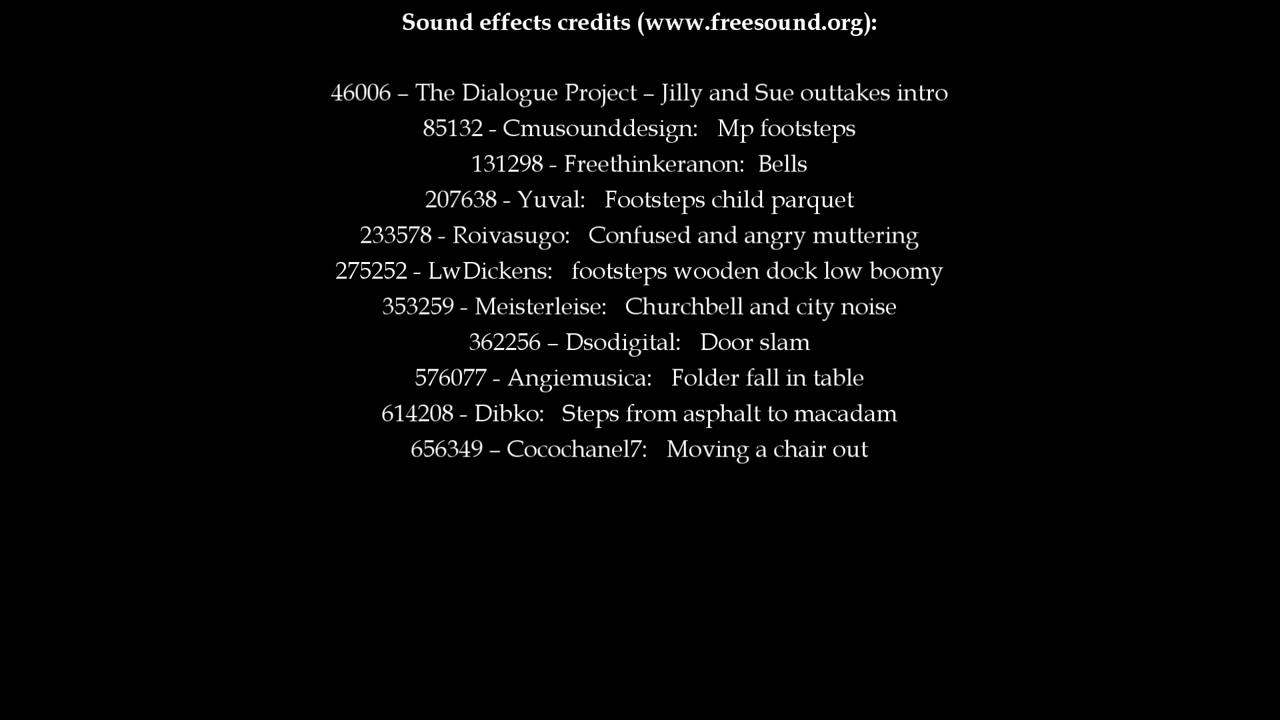 Sound effects credits (www.freesound.org):
46006 – The Dialogue Project – Jilly and Sue outtakes intro
85132 - Cmusounddesign:   Mp footsteps
131298 - Freethinkeranon:  Bells
207638 - Yuval:   Footsteps child parquet
233578 - Roivasugo:   Confused and angry muttering
275252 - LwDickens:   footsteps wooden dock low boomy
353259 - Meisterleise:   Churchbell and city noise
362256 – Dsodigital:   Door slam
576077 - Angiemusica:   Folder fall in table
614208 - Dibko:   Steps from asphalt to macadam
656349 – Cocochanel7:   Moving a chair out